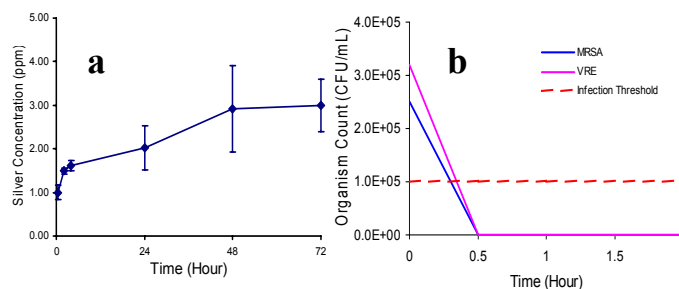 5.00
4.00
3.00
2.00
1.00
0.00
Silver Concentration (ppm)
a
0
24
48
72
Time (Hour)
4.0E+05
3.0E+05
2.0E+05
1.0E+05
0.0E+00
Organism Count (CFU/mL)
b
MRSA
VRE
Infection Threshold
0
0.5
1
1.5
Time (Hour)